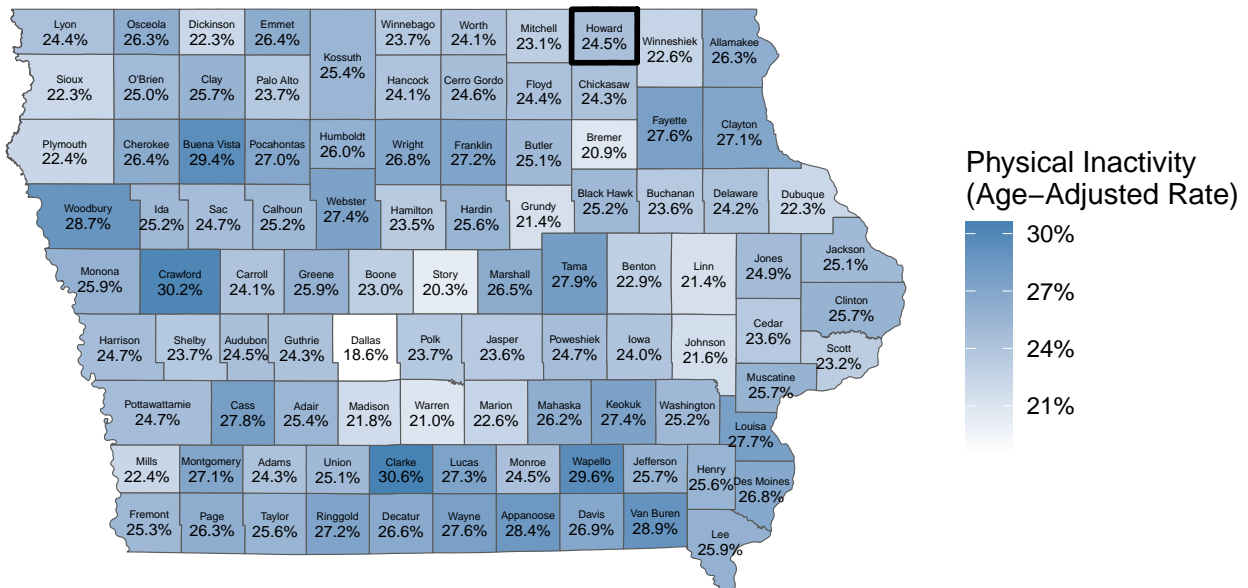 Lyon
24.4%
Osceola
26.3%
Dickinson
22.3%
Emmet
26.4%
Kossuth
25.4%
Winnebago
23.7%
Worth
24.1%
Mitchell
23.1%
Howard
24.5%
Winneshiek
22.6%
Allamakee
26.3%
Sioux
22.3%
O'Brien
25.0%
Clay
25.7%
Palo Alto
23.7%
Hancock
24.1%
Cerro Gordo
24.6%
Floyd
24.4%
Chickasaw
24.3%
Fayette
27.6%
Clayton
27.1%
Plymouth
22.4%
Cherokee
26.4%
Buena Vista
29.4%
Pocahontas
27.0%
Humboldt
26.0%
Wright
26.8%
Franklin
27.2%
Butler
25.1%
Bremer
20.9%
Woodbury
28.7%
Ida
25.2%
Sac
24.7%
Calhoun
25.2%
Webster
27.4%
Hamilton
23.5%
Hardin
25.6%
Grundy
21.4%
Black Hawk
25.2%
Buchanan
23.6%
Delaware
24.2%
Dubuque
22.3%
Monona
25.9%
Crawford
30.2%
Carroll
24.1%
Greene
25.9%
Boone
23.0%
Story
20.3%
Marshall
26.5%
Tama
27.9%
Benton
22.9%
Linn
21.4%
Jones
24.9%
Jackson
25.1%
Clinton
25.7%
Harrison
24.7%
Shelby
23.7%
Audubon
24.5%
Guthrie
24.3%
Dallas
18.6%
Polk
23.7%
Jasper
23.6%
Poweshiek
24.7%
Iowa
24.0%
Johnson
21.6%
Cedar
23.6%
Scott
23.2%
Muscatine
25.7%
Pottawattamie
24.7%
Cass
27.8%
Adair
25.4%
Madison
21.8%
Warren
21.0%
Marion
22.6%
Mahaska
26.2%
Keokuk
27.4%
Washington
25.2%
Louisa
27.7%
Mills
22.4%
Montgomery
27.1%
Adams
24.3%
Union
25.1%
Clarke
30.6%
Lucas
27.3%
Monroe
24.5%
Wapello
29.6%
Jefferson
25.7%
Henry
25.6%
Des Moines
26.8%
Fremont
25.3%
Page
26.3%
Taylor
25.6%
Ringgold
27.2%
Decatur
26.6%
Wayne
27.6%
Appanoose
28.4%
Davis
26.9%
Van Buren
28.9%
Lee
25.9%
Physical Inactivity
(Age−Adjusted Rate)
30%
27%
24%
21%